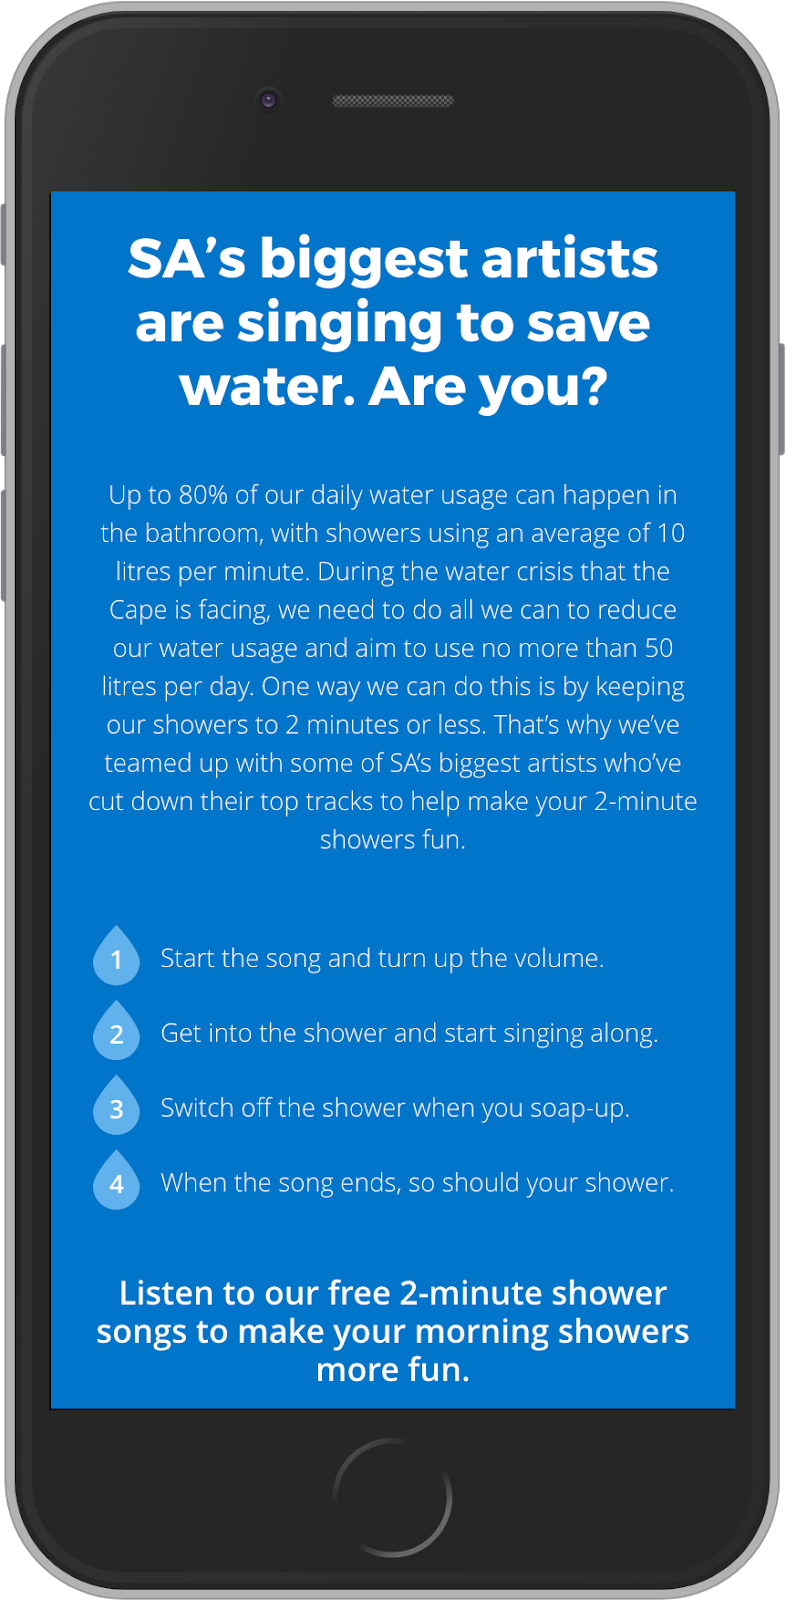 SA’s biggest artists
are singing to save
water. Are you?
Up to 80% of our daily water usage can happen in
the bathroom, with showers using an average of 10
litres per minute. During the water crisis that the
Cape is facing, we need to do all we can to reduce
our water usage and aim to use no more than 50
litres per day. One way we can do this is by keeping
our showers to 2 minutes or less. That’s why we’ve
teamed up with some of SA’s biggest artists who’ve
cut down their top tracks to help make your 2-minute
showers fun.
1 Start the song and turn up the volume.
2 Get into the shower and start singing along.
3 Switch off the shower when you soap-up.
4 When the song ends, so should your shower.
Listen to our free 2-minute shower
songs to make your morning showers
more fun.